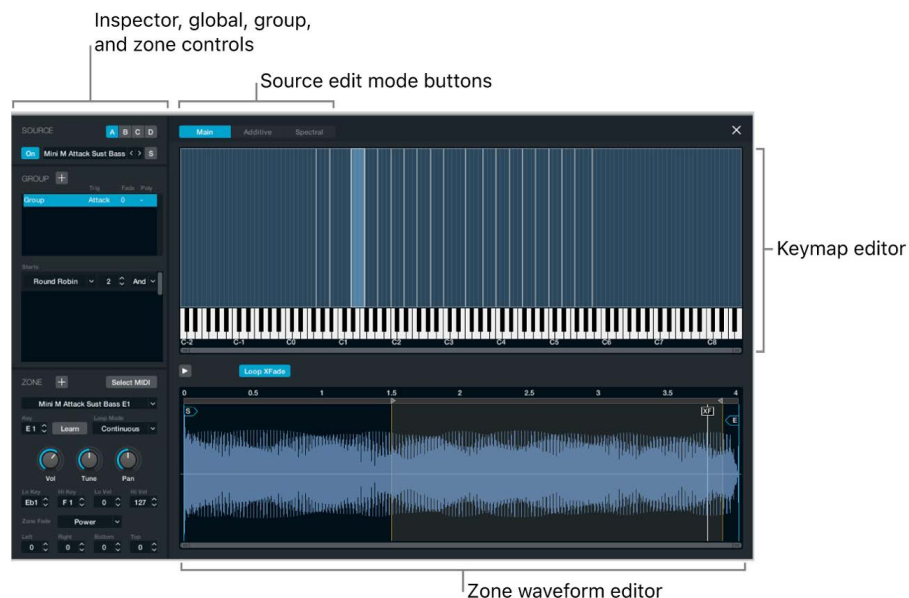 Inspector, global, group,
and zone controls
Source edit mode buttons
SOURCE A B C D
On Mini M Attack Sust Bass < > S
GROUP +
Trig Fade Poly
Group Attack 0 -
Starts
Round Robin 2 And
ZONE + Select MIDI
Mini M Attack Sust Bass E1
Key Loop Mode
E 1 Learn Continuous
Vol Tune Pan
Lo Key Hi Key Lo Vel Hi Vel
Eb1 F 1 0 127
Zone Fade Power
Left Right Bottom Top
0 0 0 0
Main Additive Spectral
C-2 C-1 C0 C1 C2 C3 C4 C5 C6 C7 C8
Keymap editor
Loop XFade
0 0.5 1 1.5 2 2.5 3 3.5 4
S XF E
Zone waveform editor